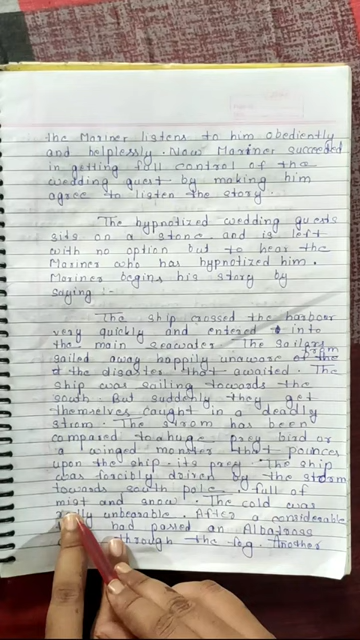 the Mariner listens to him obediently
and helplessly. Now Mariner succeeded
in getting full control of the
wedding guest by making him
agree to listen the story.
The hypnotized wedding guests
sits on a stone and is left
with no option but to hear the
Mariner who has hypnotized him.
Mariner begins his story by
saying :-
The ship crossed the harbor
very quickly and entered into
the main seawater. The sailars
sailed away happily unaware of the
the disaster that awaited. The
ship was sailing towards the
south. But suddenly they get
themselves caught in a deadly
strom. The strom has been
compared to a huge prey bird or
a winged monster that pounces
upon the ship - its prey. The ship
was forcibly driven by the storm
towards south pole, full of
mist and snow. The cold was
unbearable. After a considerable
had passed an Albatross
through the fog. Another